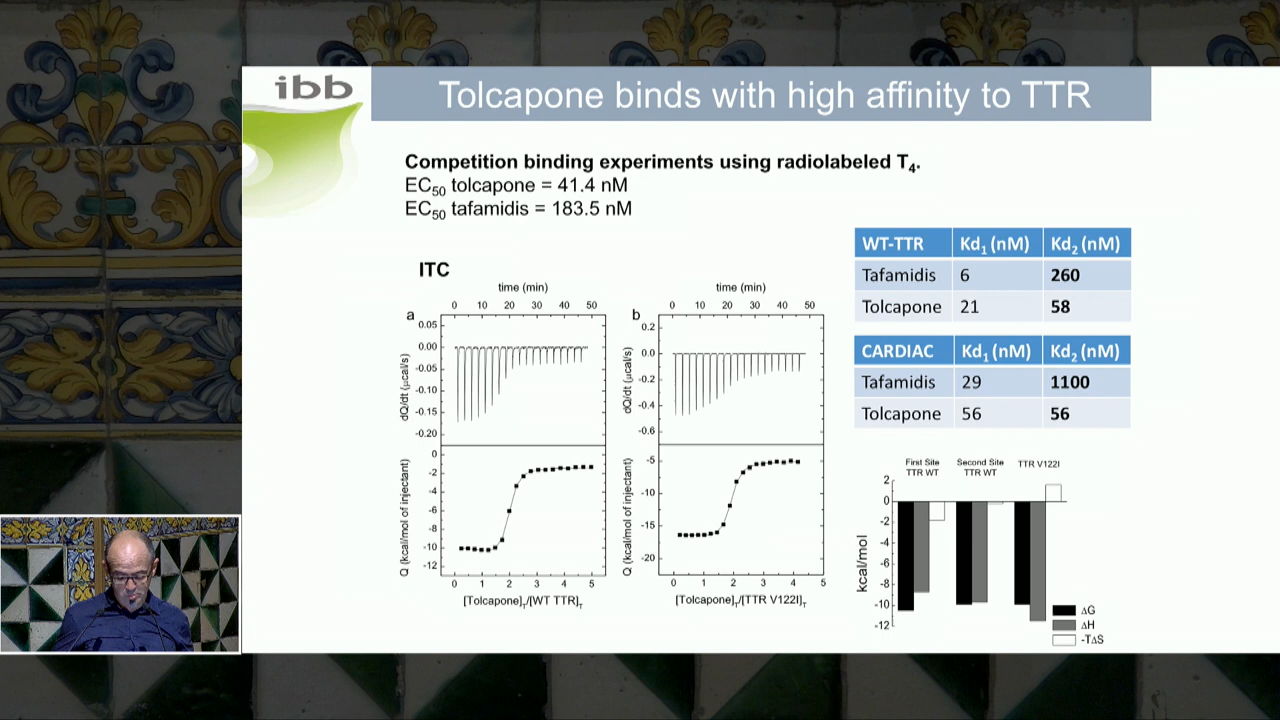 ibb
Tolcapone binds with high affinity to TTR
Competition binding experiments using radiolabeled T₄.
EC₅₀ tolcapone = 41.4 nM
EC₅₀ tafamidis = 183.5 nM
ITC
time (min)
0 10 20 30 40 50
a
0.05
0.00
-0.05
-0.10
-0.15
-0.20
dQ/dt (μcal/s)
0
-2
-4
-6
-8
-10
-12
Q (kcal/mol of injectant)
0 1 2 3 4 5
[Tolcapone]T/[WT TTR]T
time (min)
0 10 20 30 40 50
b
0.2
0.0
-0.2
-0.4
-0.6
dQ/dt (μcal/s)
-5
-10
-15
-20
Q (kcal/mol of injectant)
0 1 2 3 4 5
[Tolcapone]T/[TTR V122I]T
WT-TTR Kd₁ (nM) Kd₂ (nM)
Tafamidis 6 260
Tolcapone 21 58
CARDIAC Kd₁ (nM) Kd₂ (nM)
Tafamidis 29 1100
Tolcapone 56 56
First Site Second Site TTR V122I
TTR WT TTR WT
2
0
-2
-4
-6
-8
-10
-12
kcal/mol
ΔG
ΔH
-TΔS